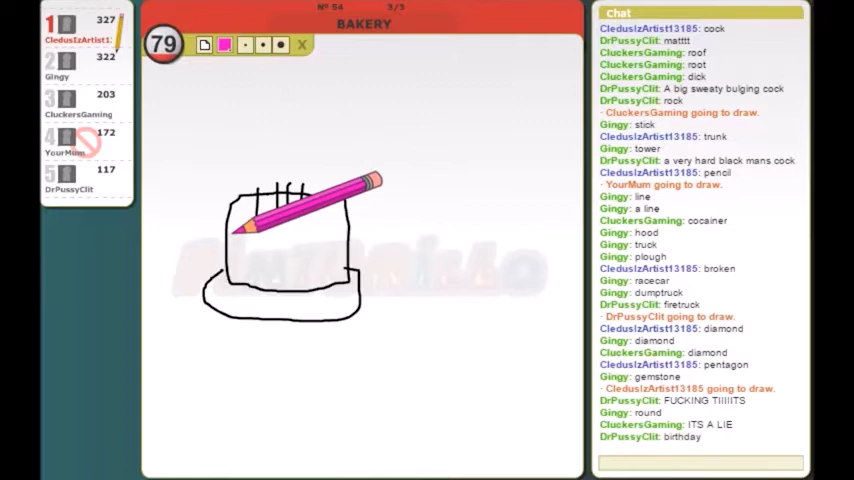 1 327
CledusIzArtist1:
2 322
Gingy
3 203
CluckersGaming
4 172
YourMum
5 117
DrPussyClit
Nº 54 3/3
BAKERY
79
X
Chat
CledusIzArtist13185: cock
DrPussyClit: matttt
CluckersGaming: roof
CluckersGaming: root
CluckersGaming: dick
DrPussyClit: A big sweaty bulging cock
DrPussyClit: rock
· CluckersGaming going to draw.
Gingy: stick
CledusIzArtist13185: trunk
Gingy: tower
DrPussyClit: a very hard black mans cock
CledusIzArtist13185: pencil
· YourMum going to draw.
Gingy: line
Gingy: a line
CluckersGaming: cocainer
Gingy: hood
Gingy: truck
Gingy: plough
CledusIzArtist13185: broken
Gingy: racecar
Gingy: dumptruck
DrPussyClit: firetruck
· DrPussyClit going to draw.
CledusIzArtist13185: diamond
Gingy: diamond
CluckersGaming: diamond
CledusIzArtist13185: pentagon
Gingy: gemstone
· CledusIzArtist13185 going to draw.
DrPussyClit: FUCKING TIIIIITS
Gingy: round
CluckersGaming: ITS A LIE
DrPussyClit: birthday